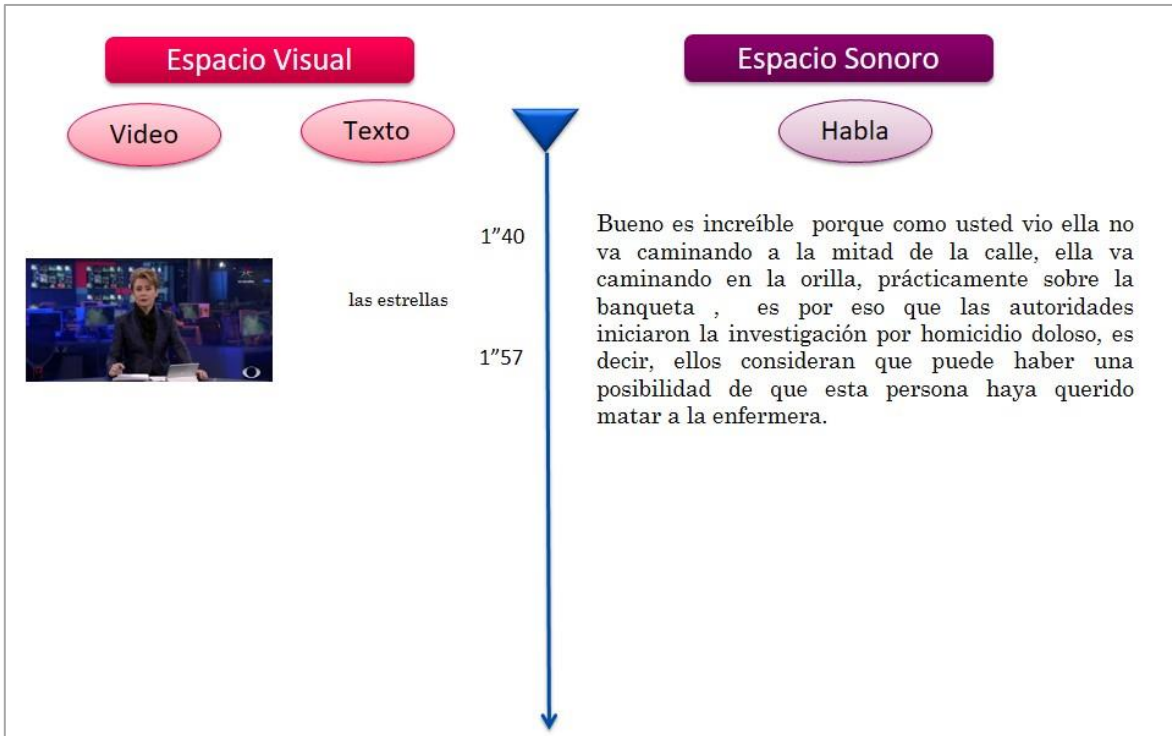 Espacio Visual
Espacio Sonoro
Video
Texto
Habla
1”40
las estrellas
1”57
Bueno es increíble porque como usted vio ella no
va caminando a la mitad de la calle, ella va
caminando en la orilla, prácticamente sobre la
banqueta , es por eso que las autoridades
iniciaron la investigación por homicidio doloso, es
decir, ellos consideran que puede haber una
posibilidad de que esta persona haya querido
matar a la enfermera.